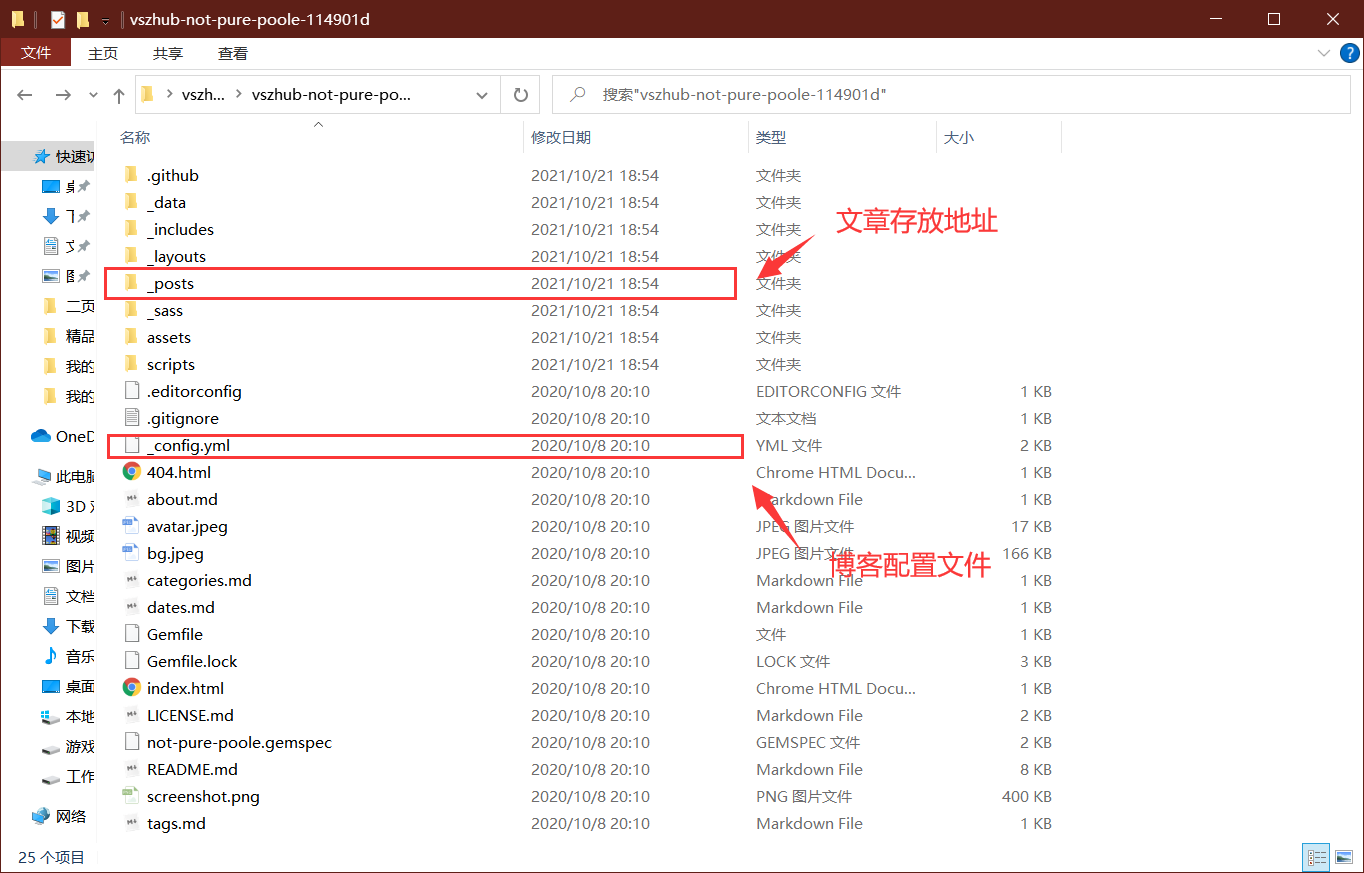 vszhub-not-pure-poole-114901d
文件 主页 共享 查看
vszh... vszhub-not-pure-po... 搜索"vszhub-not-pure-poole-114901d"
名称 修改日期 类型 大小
快速访
二页
精品
我的
我的
OneD
此电脑
3D
视频
图片
文档
下载
音乐
桌面
本地
游戏
工作
网络
.github 2021/10/21 18:54 文件夹
_data 2021/10/21 18:54 文件夹
_includes 2021/10/21 18:54 文件夹
文章存放地址
_layouts 2021/10/21 18:54 文件夹
_posts 2021/10/21 18:54 文件夹
_sass 2021/10/21 18:54 文件夹
assets 2021/10/21 18:54 文件夹
scripts 2021/10/21 18:54 文件夹
.editorconfig 2020/10/8 20:10 EDITORCONFIG 文件 1 KB
.gitignore 2020/10/8 20:10 文本文档 1 KB
_config.yml 2020/10/8 20:10 YML 文件 2 KB
404.html 2020/10/8 20:10 Chrome HTML Docu... 1 KB
about.md 2020/10/8 20:10 Markdown File 1 KB
avatar.jpeg 2020/10/8 20:10 JPEG 图片文件 17 KB
bg.jpeg 2020/10/8 20:10 JPEG 图片文件 166 KB
博客配置文件
categories.md 2020/10/8 20:10 Markdown File 1 KB
dates.md 2020/10/8 20:10 Markdown File 1 KB
Gemfile 2020/10/8 20:10 文件 1 KB
Gemfile.lock 2020/10/8 20:10 LOCK 文件 3 KB
index.html 2020/10/8 20:10 Chrome HTML Docu... 1 KB
LICENSE.md 2020/10/8 20:10 Markdown File 2 KB
not-pure-poole.gemspec 2020/10/8 20:10 GEMSPEC 文件 2 KB
README.md 2020/10/8 20:10 Markdown File 8 KB
screenshot.png 2020/10/8 20:10 PNG 图片文件 400 KB
tags.md 2020/10/8 20:10 Markdown File 1 KB
25 个项目